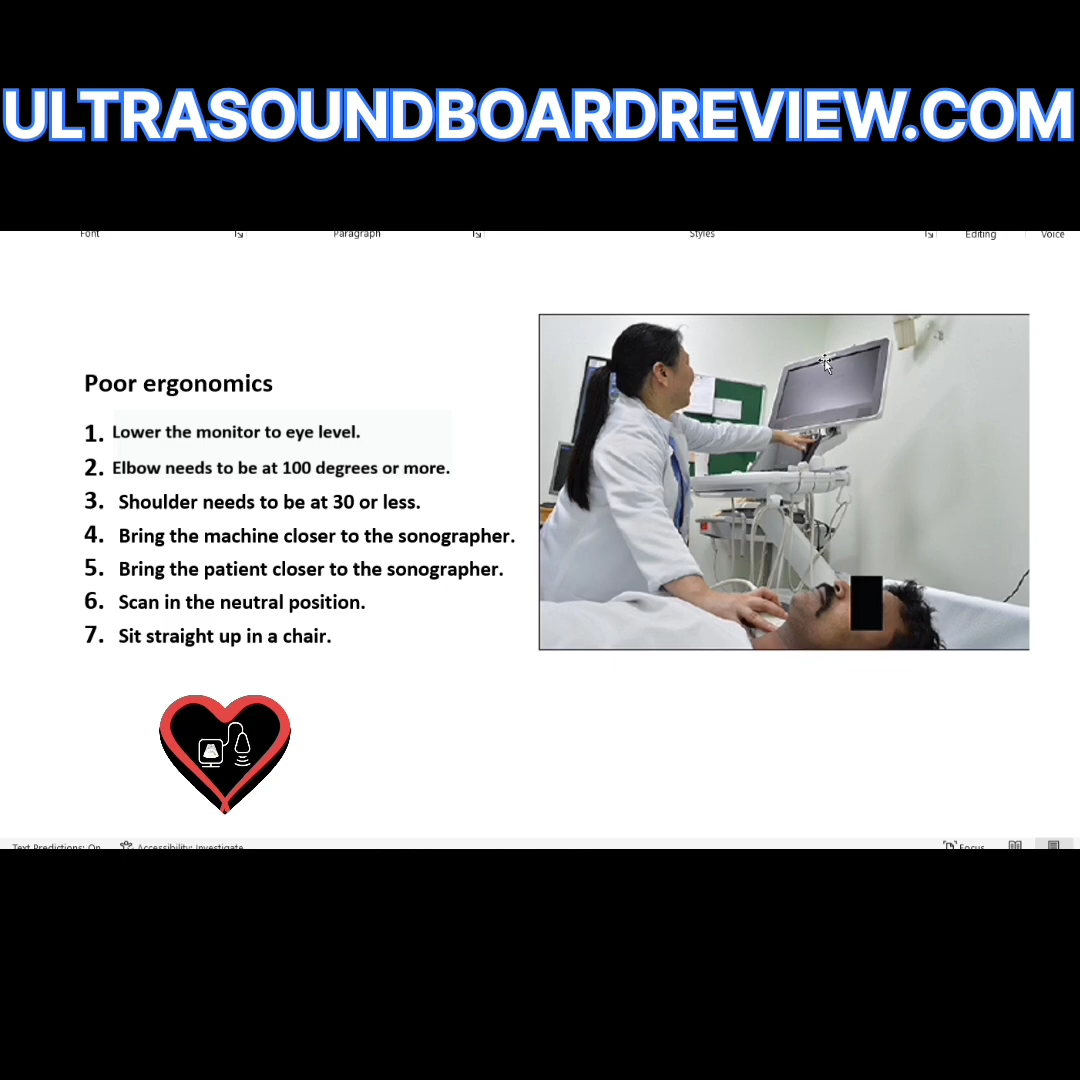 ULTRASOUNDBOARDREVIEW.COM
Font Paragraph Styles Editing Voice
Poor ergonomics
1. Lower the monitor to eye level.
2. Elbow needs to be at 100 degrees or more.
3. Shoulder needs to be at 30 or less.
4. Bring the machine closer to the sonographer.
5. Bring the patient closer to the sonographer.
6. Scan in the neutral position.
7. Sit straight up in a chair.
Text Predictions: On Accessibility: Investigate Focus